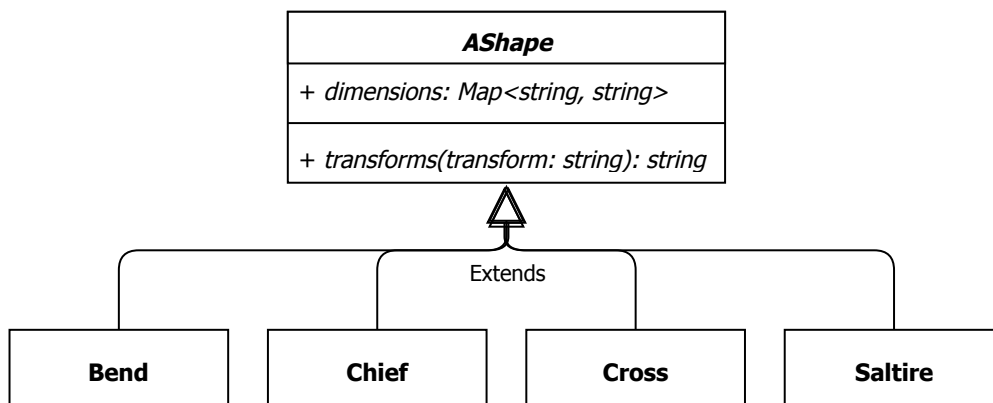 AShape
+ dimensions: Map<string, string>
+ transforms(transform: string): string
Extends
Bend
Chief
Cross
Saltire